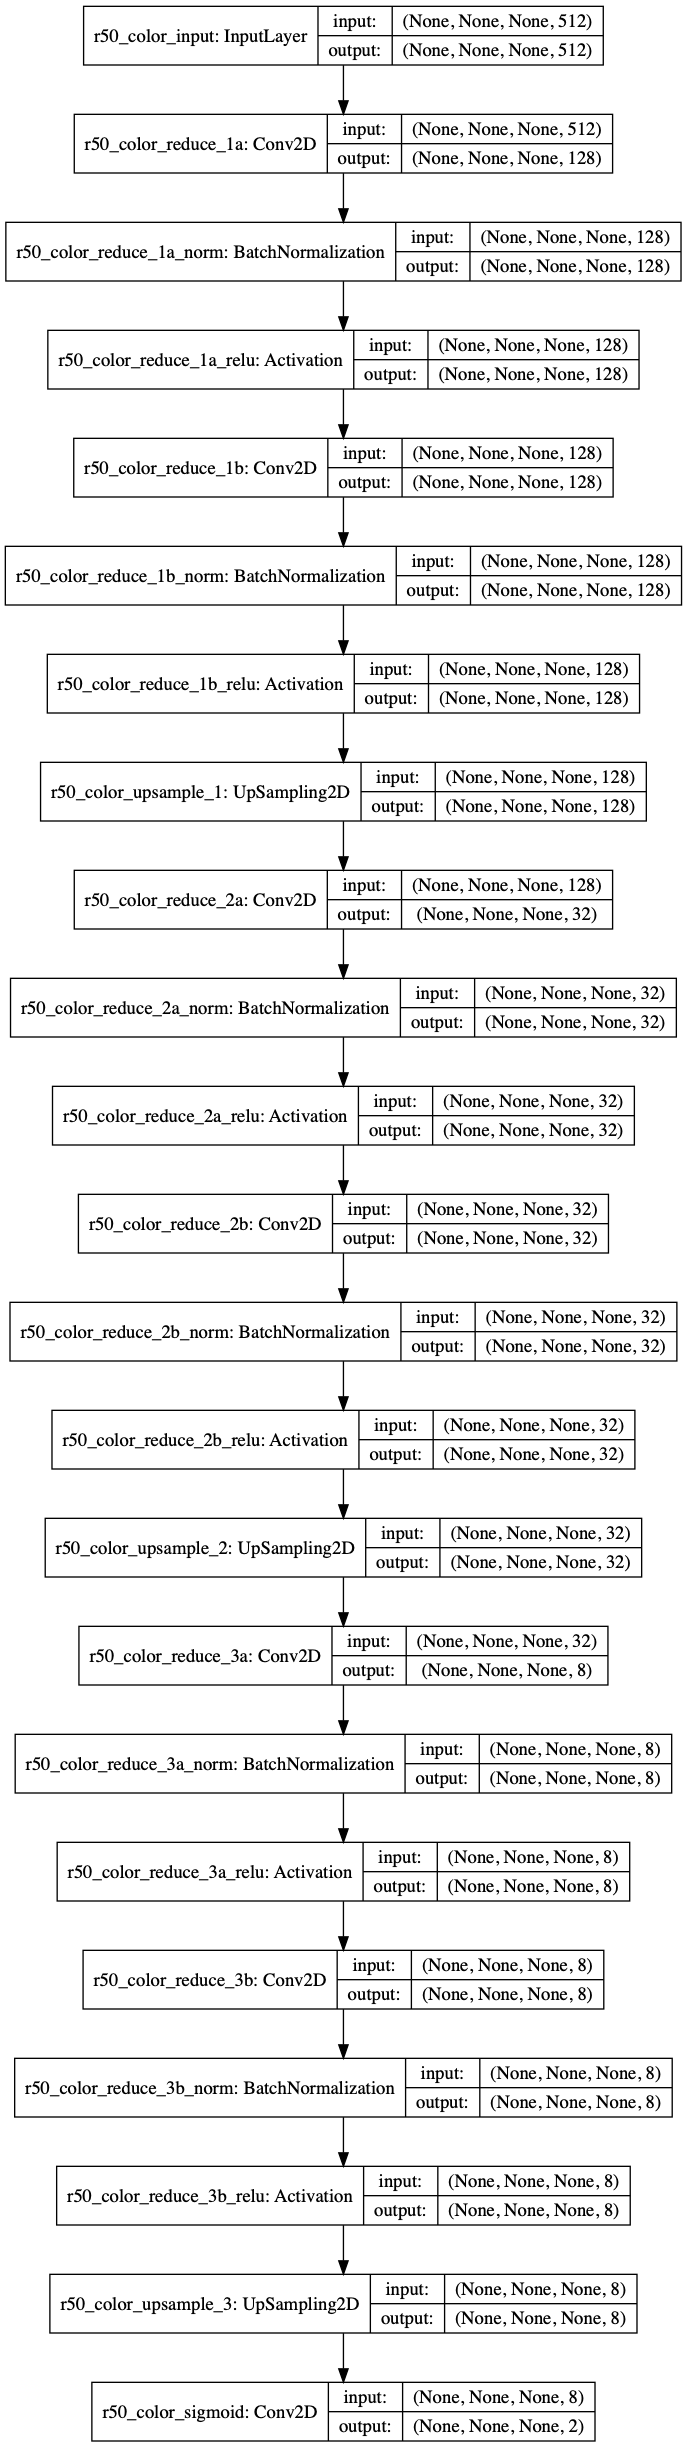 r50_color_input: InputLayer
input: (None, None, None, 512)
output: (None, None, None, 512)
r50_color_reduce_1a: Conv2D
input: (None, None, None, 512)
output: (None, None, None, 128)
r50_color_reduce_1a_norm: BatchNormalization
input: (None, None, None, 128)
output: (None, None, None, 128)
r50_color_reduce_1a_relu: Activation
input: (None, None, None, 128)
output: (None, None, None, 128)
r50_color_reduce_1b: Conv2D
input: (None, None, None, 128)
output: (None, None, None, 128)
r50_color_reduce_1b_norm: BatchNormalization
input: (None, None, None, 128)
output: (None, None, None, 128)
r50_color_reduce_1b_relu: Activation
input: (None, None, None, 128)
output: (None, None, None, 128)
r50_color_upsample_1: UpSampling2D
input: (None, None, None, 128)
output: (None, None, None, 128)
r50_color_reduce_2a: Conv2D
input: (None, None, None, 128)
output: (None, None, None, 32)
r50_color_reduce_2a_norm: BatchNormalization
input: (None, None, None, 32)
output: (None, None, None, 32)
r50_color_reduce_2a_relu: Activation
input: (None, None, None, 32)
output: (None, None, None, 32)
r50_color_reduce_2b: Conv2D
input: (None, None, None, 32)
output: (None, None, None, 32)
r50_color_reduce_2b_norm: BatchNormalization
input: (None, None, None, 32)
output: (None, None, None, 32)
r50_color_reduce_2b_relu: Activation
input: (None, None, None, 32)
output: (None, None, None, 32)
r50_color_upsample_2: UpSampling2D
input: (None, None, None, 32)
output: (None, None, None, 32)
r50_color_reduce_3a: Conv2D
input: (None, None, None, 32)
output: (None, None, None, 8)
r50_color_reduce_3a_norm: BatchNormalization
input: (None, None, None, 8)
output: (None, None, None, 8)
r50_color_reduce_3a_relu: Activation
input: (None, None, None, 8)
output: (None, None, None, 8)
r50_color_reduce_3b: Conv2D
input: (None, None, None, 8)
output: (None, None, None, 8)
r50_color_reduce_3b_norm: BatchNormalization
input: (None, None, None, 8)
output: (None, None, None, 8)
r50_color_reduce_3b_relu: Activation
input: (None, None, None, 8)
output: (None, None, None, 8)
r50_color_upsample_3: UpSampling2D
input: (None, None, None, 8)
output: (None, None, None, 8)
r50_color_sigmoid: Conv2D
input: (None, None, None, 8)
output: (None, None, None, 2)